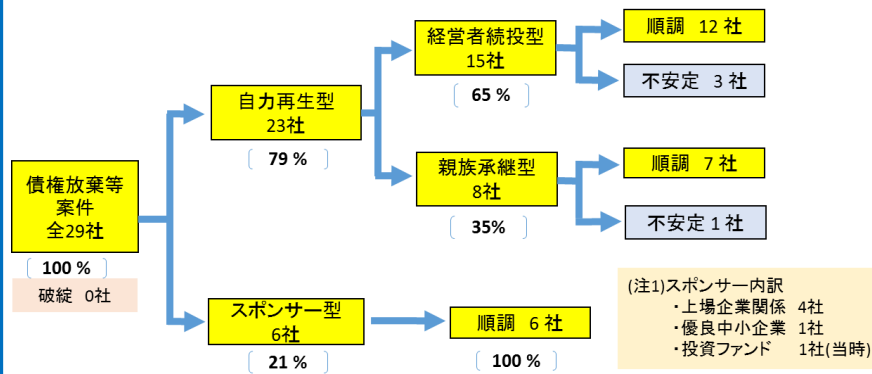 債権放棄等
案件
全29社
100 %
破綻 0社
自力再生型
23社
79 %
経営者続投型
15社
65 %
順調 12 社
不安定 3 社
親族承継型
8社
35%
順調 7 社
不安定 1 社
スポンサー型
6社
21 %
順調 6 社
100 %
(注1)スポンサー内訳
・上場企業関係 4社
・優良中小企業 1社
・投資ファンド 1社(当時)